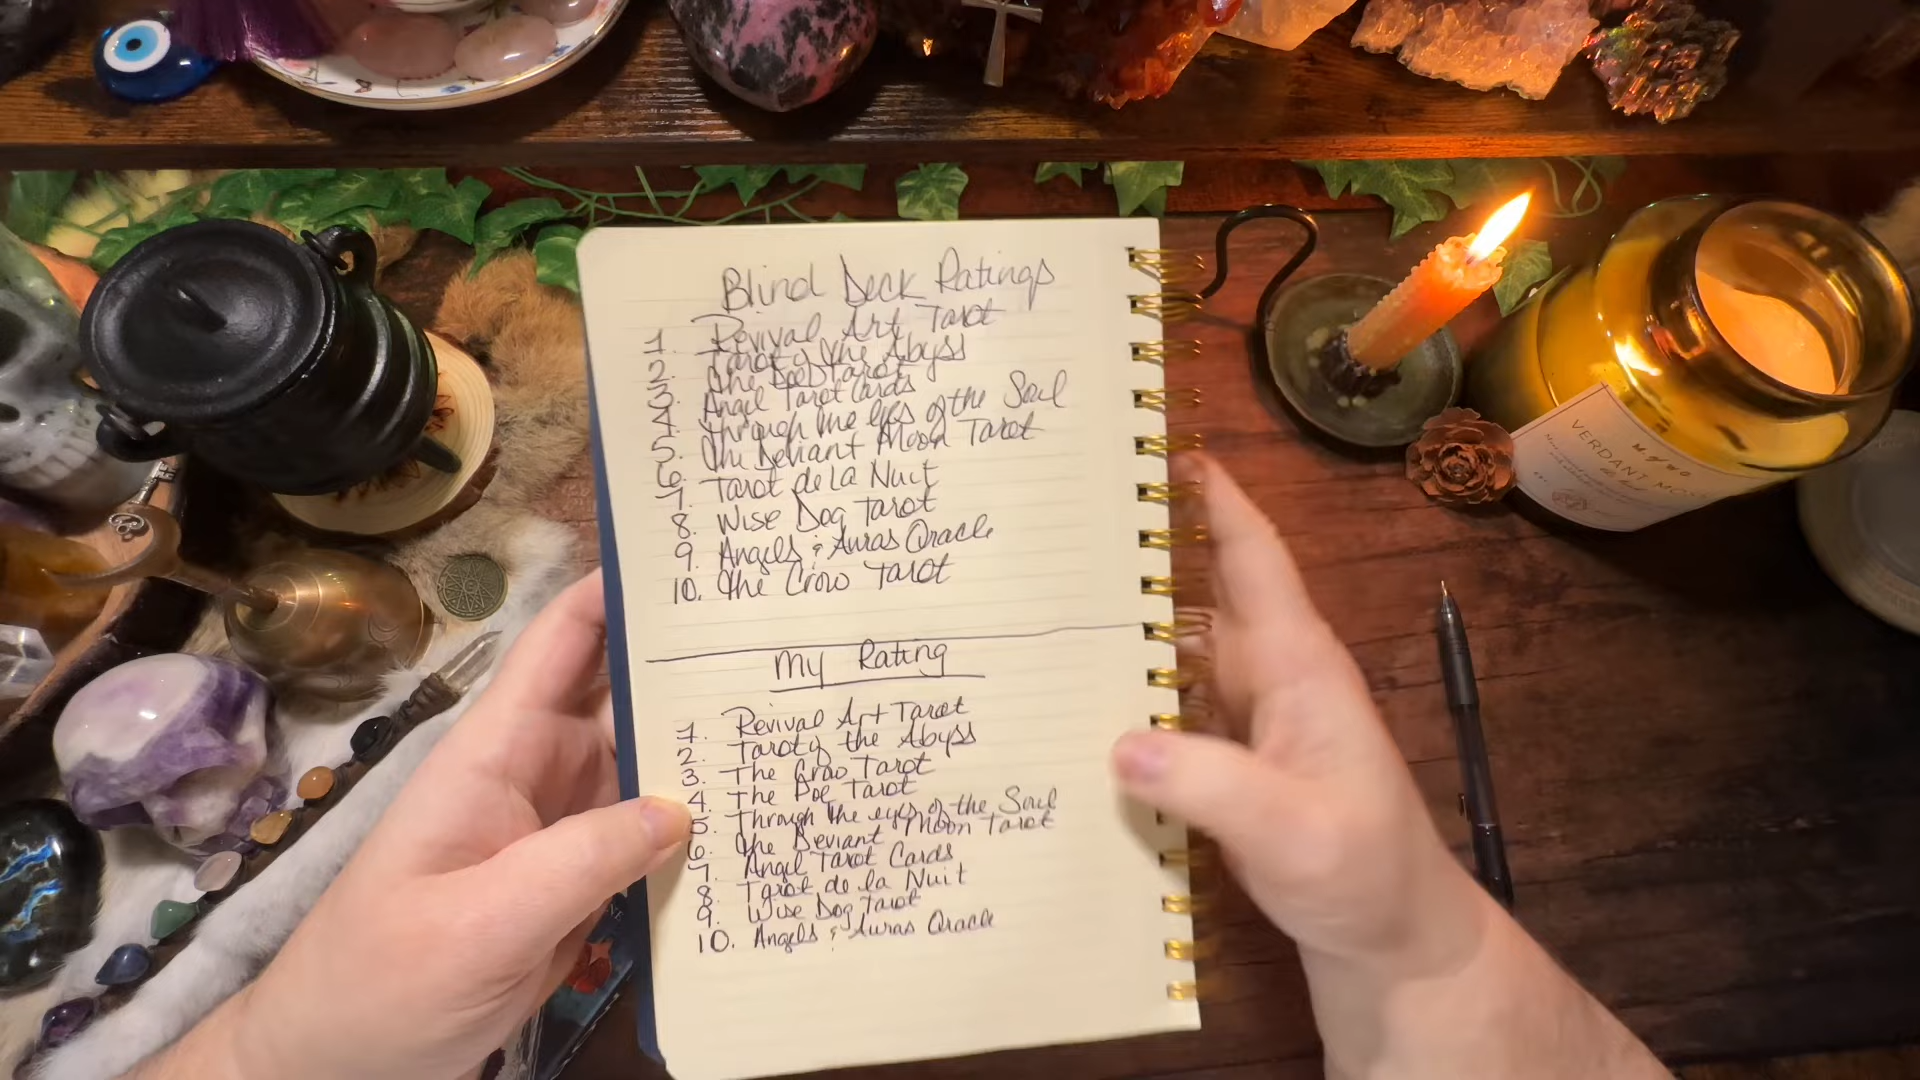 Blind Deck Ratings
1. Revival Art Tarot
2. Tarot of the Abyss
3. The Poe Tarot
4. Angel Tarot Cards
5. Through the eyes of the Soul
6. The Deviant Moon Tarot
7. Tarot de La Nuit
8. Wise Dog Tarot
9. Angels & Auras Oracle
10. The Crow Tarot
My Rating
1. Revival Art Tarot
2. Tarot of the Abyss
3. The Crow Tarot
4. The Poe Tarot
5. Through the eyes of the Soul
6. The Deviant Moon Tarot
7. Angel Tarot Cards
8. Tarot de la Nuit
9. Wise Dog Tarot
10. Angels & Auras Oracle
VERDANT